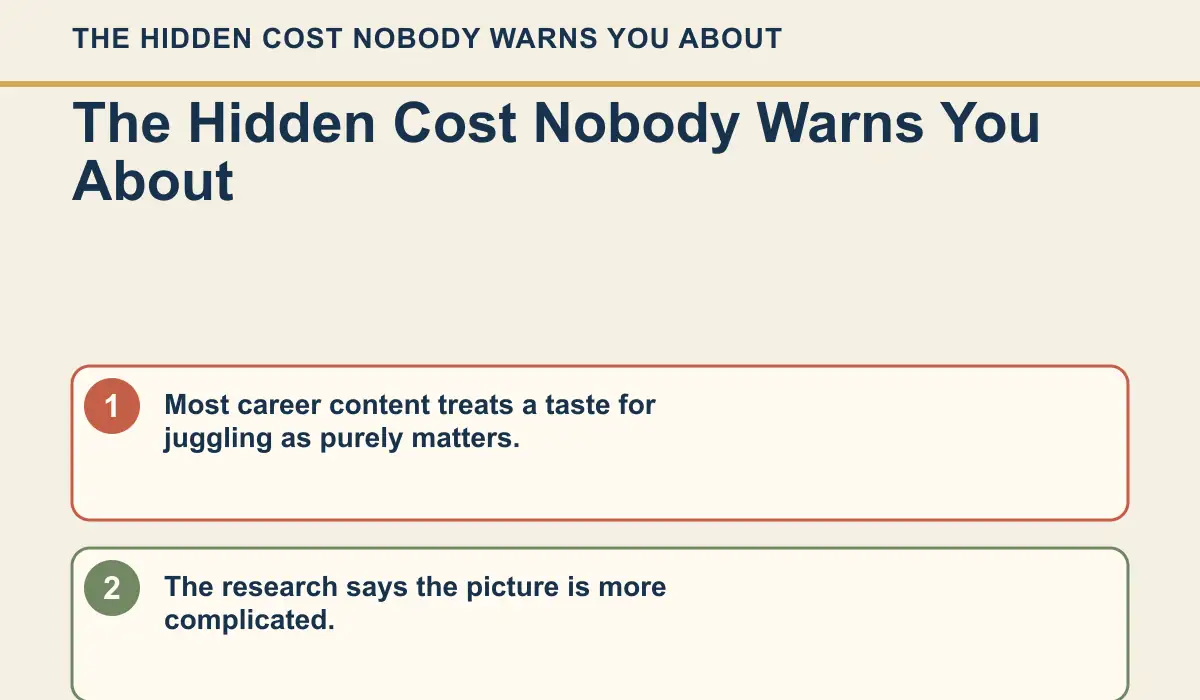 THE HIDDEN COST NOBODY WARNS YOU ABOUT
The Hidden Cost Nobody Warns You
About
1
Most career content treats a taste for
juggling as purely matters.
2
The research says the picture is more
complicated.